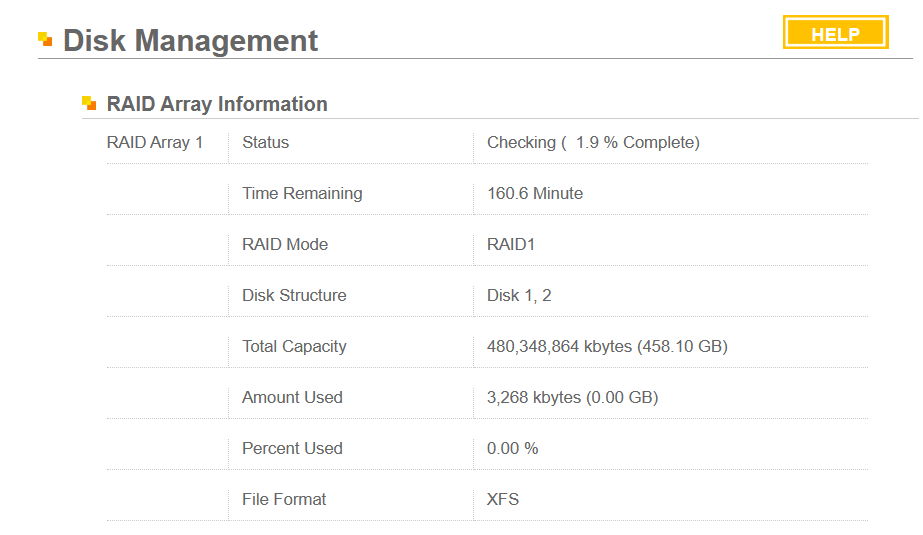 Disk Management
HELP
RAID Array Information
RAID Array 1 Status Checking (  1.9 % Complete)
Time Remaining 160.6 Minute
RAID Mode RAID1
Disk Structure Disk 1, 2
Total Capacity 480,348,864 kbytes (458.10 GB)
Amount Used 3,268 kbytes (0.00 GB)
Percent Used 0.00 %
File Format XFS